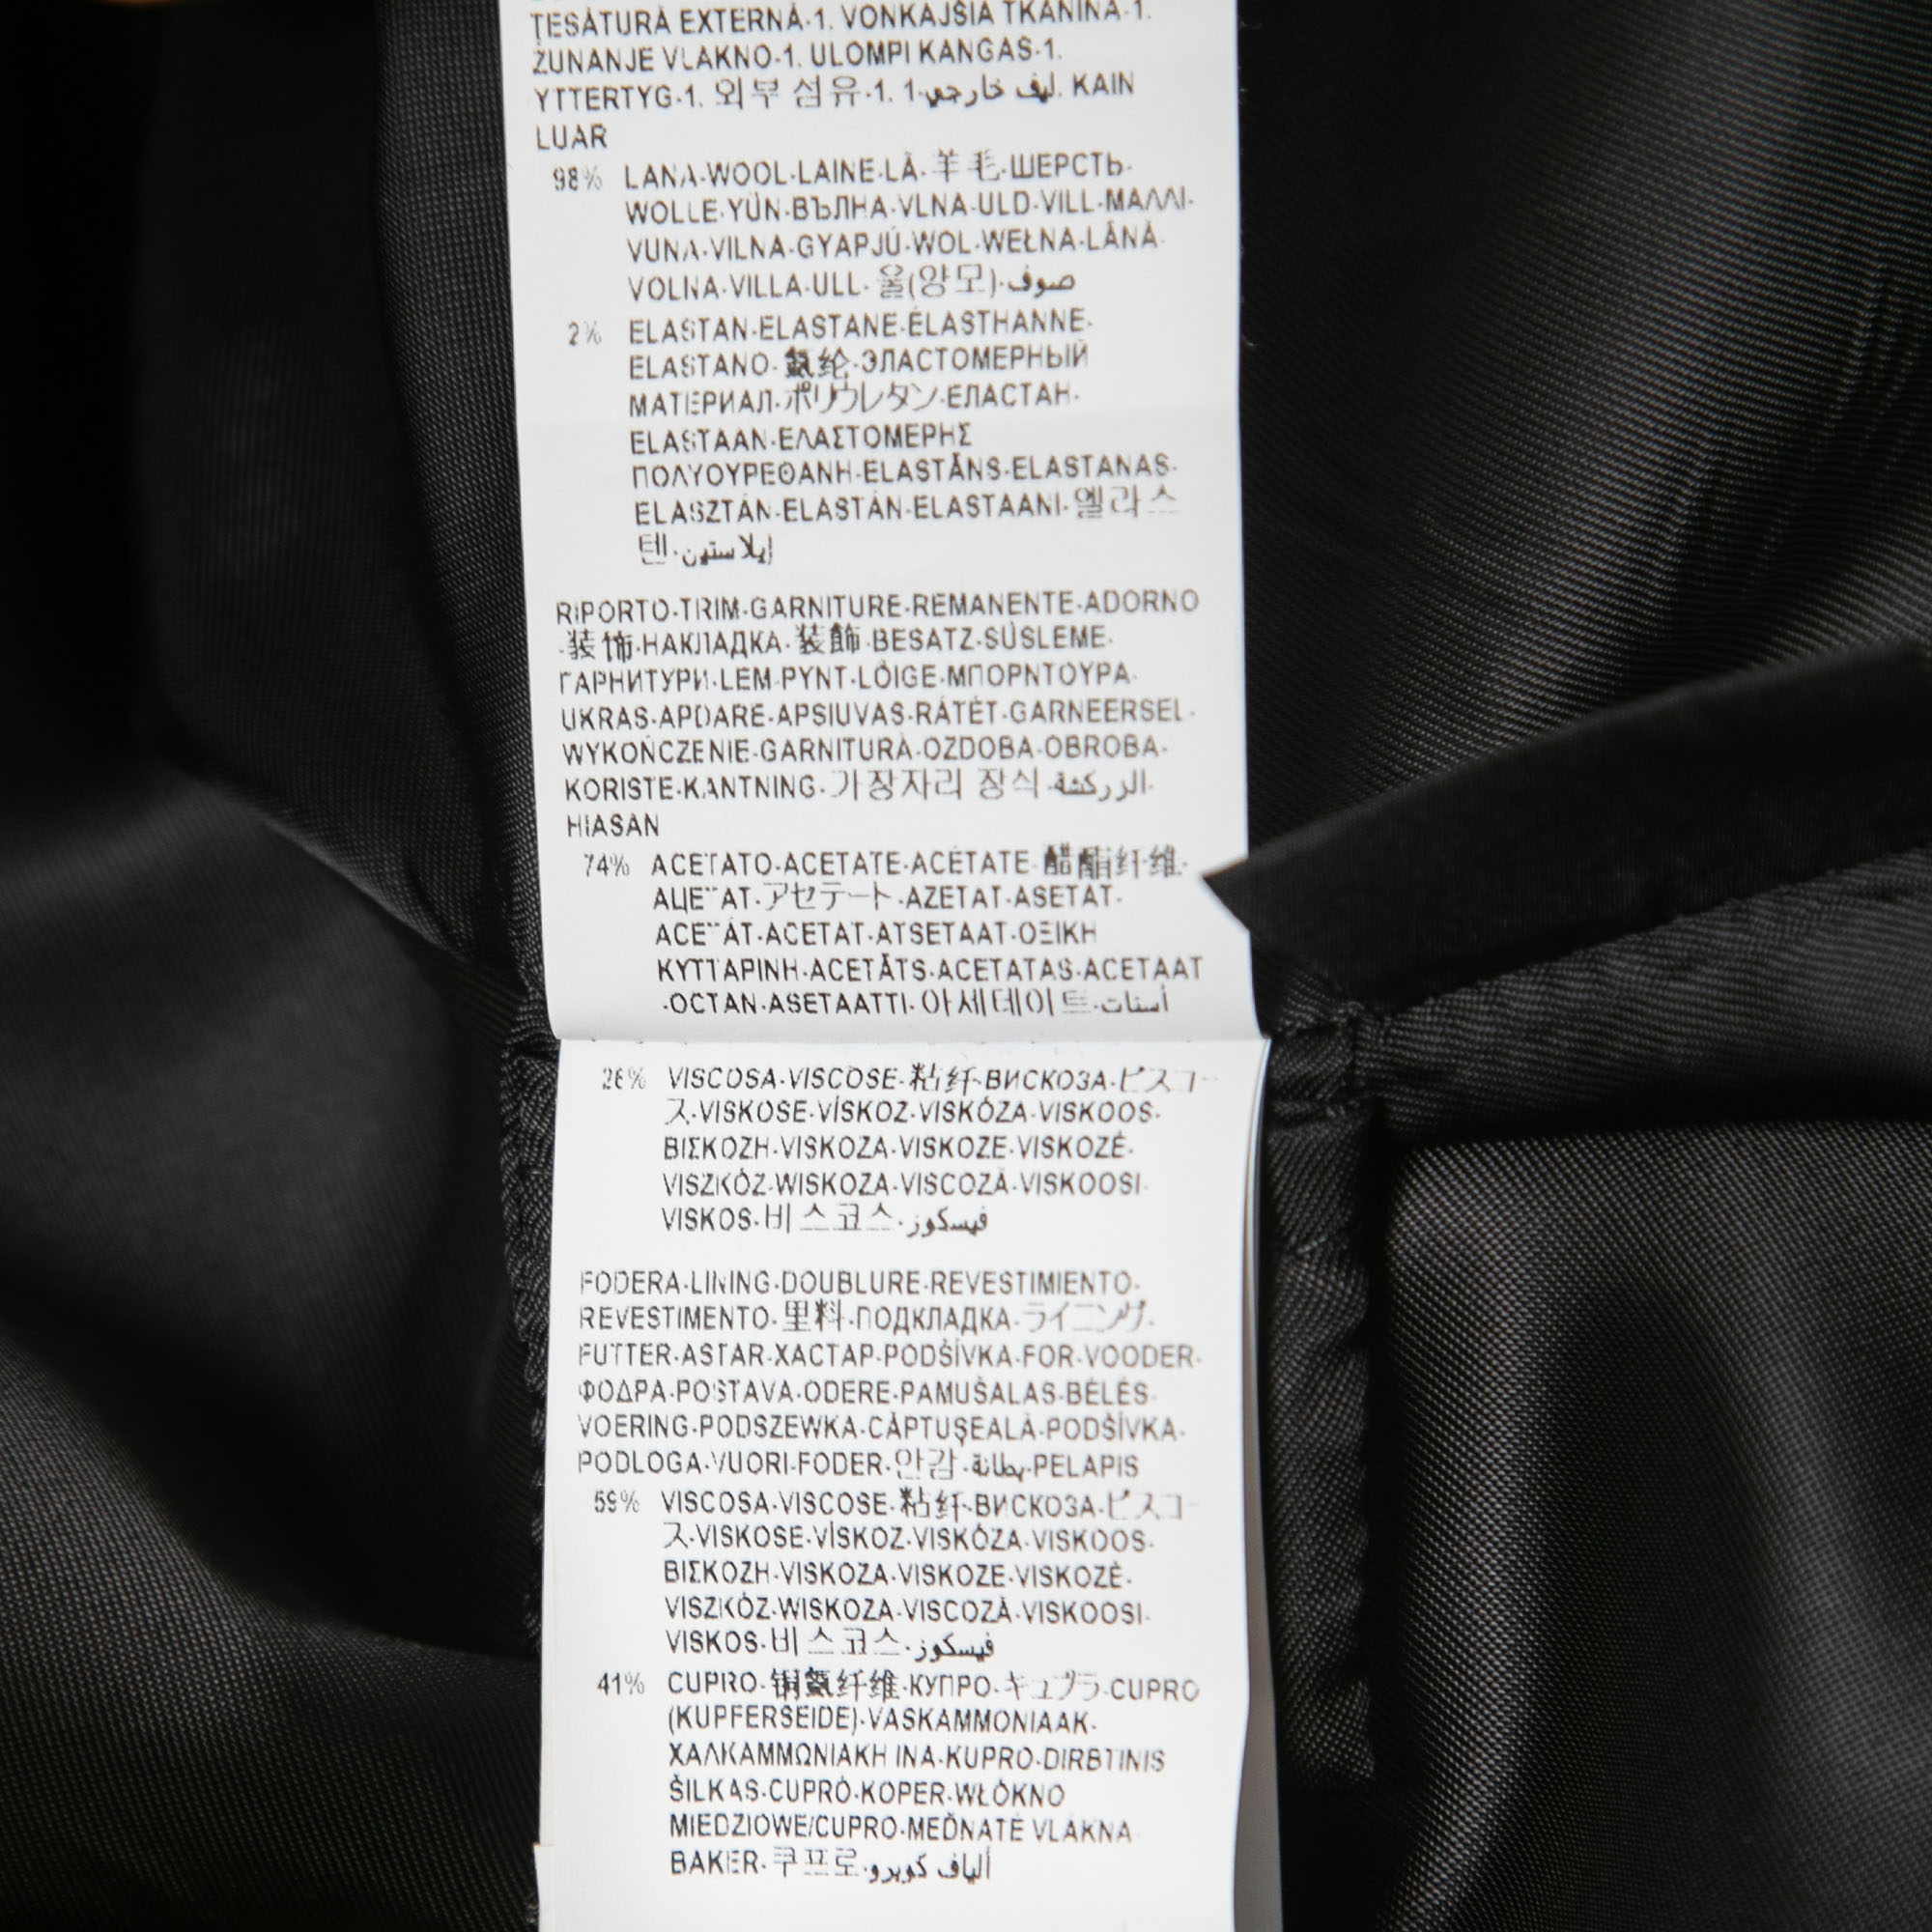 ȚESĂTURĂ EXTERNĂ-1. VONKAJŠIA TKANINA-1.
ŽUNANJE VLAKNO-1. ULOMPI KANGAS-1.
YTTERTYG-1. 외부 섬유-1. ليف خارجي-1. KAIN
LUAR
98% LANA-WOOL-LAINE-LÃ-羊毛-ШЕРСТЬ-
WOLLE-YÜN-ВЪЛНА-VLNA-ULD-VILL-ΜΑΛΛΙ-
VUNA-VILNA-GYAPJÚ-WOL-WEŁNA-LÂNĂ-
VOLNA-VILLA-ULL-울(양모)-صوف
2% ELASTAN-ELASTANE-ÉLASTHANNE-
ELASTANO-氨纶-ЭЛАСТОМЕРНЫЙ
МАТЕРИАЛ-ポリウレタン-ЕЛАСТАН-
ELASTAAN-ΕΛΑΣΤΟΜΕΡΗΣ
ΠΟΛΥΟΥΡΕΘΑΝΗ-ELASTĀNS-ELASTANAS-
ELASZTÁN-ELASTÁN-ELASTAANI-엘라스
텐-إيلاستين
RIPORTO-TRIM-GARNITURE-REMANENTE-ADORNO
-装饰-НАКЛАДКА-装飾-BESATZ-SÜSLEME-
ГАРНИТУРИ-LEM-PYNT-LÕIGE-ΜΠΟΡΝΤΟΥΡΑ-
UKRAS-APDARE-APSIUVAS-RÁTÉT-GARNEERSEL-
WYKOŃCZENIE-GARNITURĂ-OZDOBA-OBROBA-
KORISTE-KANTNING-가장자리 장식-الزركشة-
HIASAN
74% ACETATO-ACETATE-ACÉTATE-醋酯纤维-
АЦЕТАТ-アセテート-AZETAT-ASETAT-
ACETÁT-ACETAT-ATSETAAT-ΟΞΙΚΗ
ΚΥΤΤΑΡΙΝΗ-ACETĀTS-ACETATAS-ACETAAT
-OCTAN-ASETAATTI-아세테이트-أستات
26% VISCOSA-VISCOSE-粘纤-ВИСКОЗА-ビスコー
ス-VISKOSE-VİSKOZ-VISKÓZA-VISKOOS-
ΒΙΣΚΟΖΗ-VISKOZA-VISKOZE-VISKOZĖ-
VISZKÓZ-WISKOZA-VISCOZĂ-VISKOOSI-
VISKOS-비스코스-فيسكوز
FODERA-LINING-DOUBLURE-REVESTIMIENTO-
REVESTIMENTO-里料-ПОДКЛАДКА-ライニング-
FUTTER-ASTAR-ХАСТАР-PODŠÍVKA-FOR-VOODER-
ΦΟΔΡΑ-POSTAVA-ODERE-PAMUŠALAS-BÉLÉS-
VOERING-PODSZEWKA-CĂPTUȘEALĂ-PODŠÍVKA-
PODLOGA-VUORI-FODER-안감-بطانة-PELAPIS
59% VISCOSA-VISCOSE-粘纤-ВИСКОЗА-ビスコー
ス-VISKOSE-VİSKOZ-VISKÓZA-VISKOOS-
ΒΙΣΚΟΖΗ-VISKOZA-VISKOZE-VISKOZĖ-
VISZKÓZ-WISKOZA-VISCOZĂ-VISKOOSI-
VISKOS-비스코스-فيسكوز
41% CUPRO-铜氨纤维-КУПРО-キュプラ-CUPRO
(KUPFERSEIDE)-VASKAMMONIAAK-
ΧΑΛΚΑΜΜΩΝΙΑΚΗ ΙΝΑ-KUPRO-DIRBTINIS
ŠILKAS-CUPRÓ-KOPER-WŁÓKNO
MIEDZIOWE/CUPRO-MEĎNATÉ VLÁKNA-
BAKER-쿠프로-ألياف كوبرو